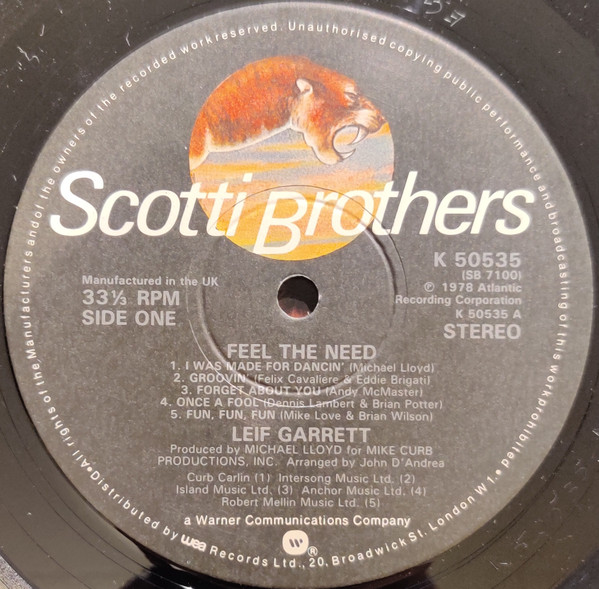 Manufacturers and of the owners of the recorded work reserved. Unauthorised copying public performance and broadcasting of this work prohibited
Scotti Brothers
K 50535
(SB 7100)
Manufactured in the UK
℗ 1978 Atlantic
33⅓ RPM
Recording Corporation
K 50535 A
SIDE ONE
STEREO
FEEL THE NEED
1. I WAS MADE FOR DANCIN' (Michael Lloyd)
2. GROOVIN' (Felix Cavaliere & Eddie Brigati)
3. FORGET ABOUT YOU (Andy McMaster)
4. ONCE A FOOL (Dennis Lambert & Brian Potter)
5. FUN, FUN, FUN (Mike Love & Brian Wilson)
LEIF GARRETT
Produced by MICHAEL LLOYD for MIKE CURB
PRODUCTIONS, INC. Arranged by John D'Andrea
Curb Carlin (1) Intersong Music Ltd. (2)
Island Music Ltd. (3) Anchor Music Ltd. (4)
Robert Mellin Music Ltd. (5)
a Warner Communications Company
W®
All rights of the
•Distributed by wea Records Ltd., 20, Broadwick St. London W1.•